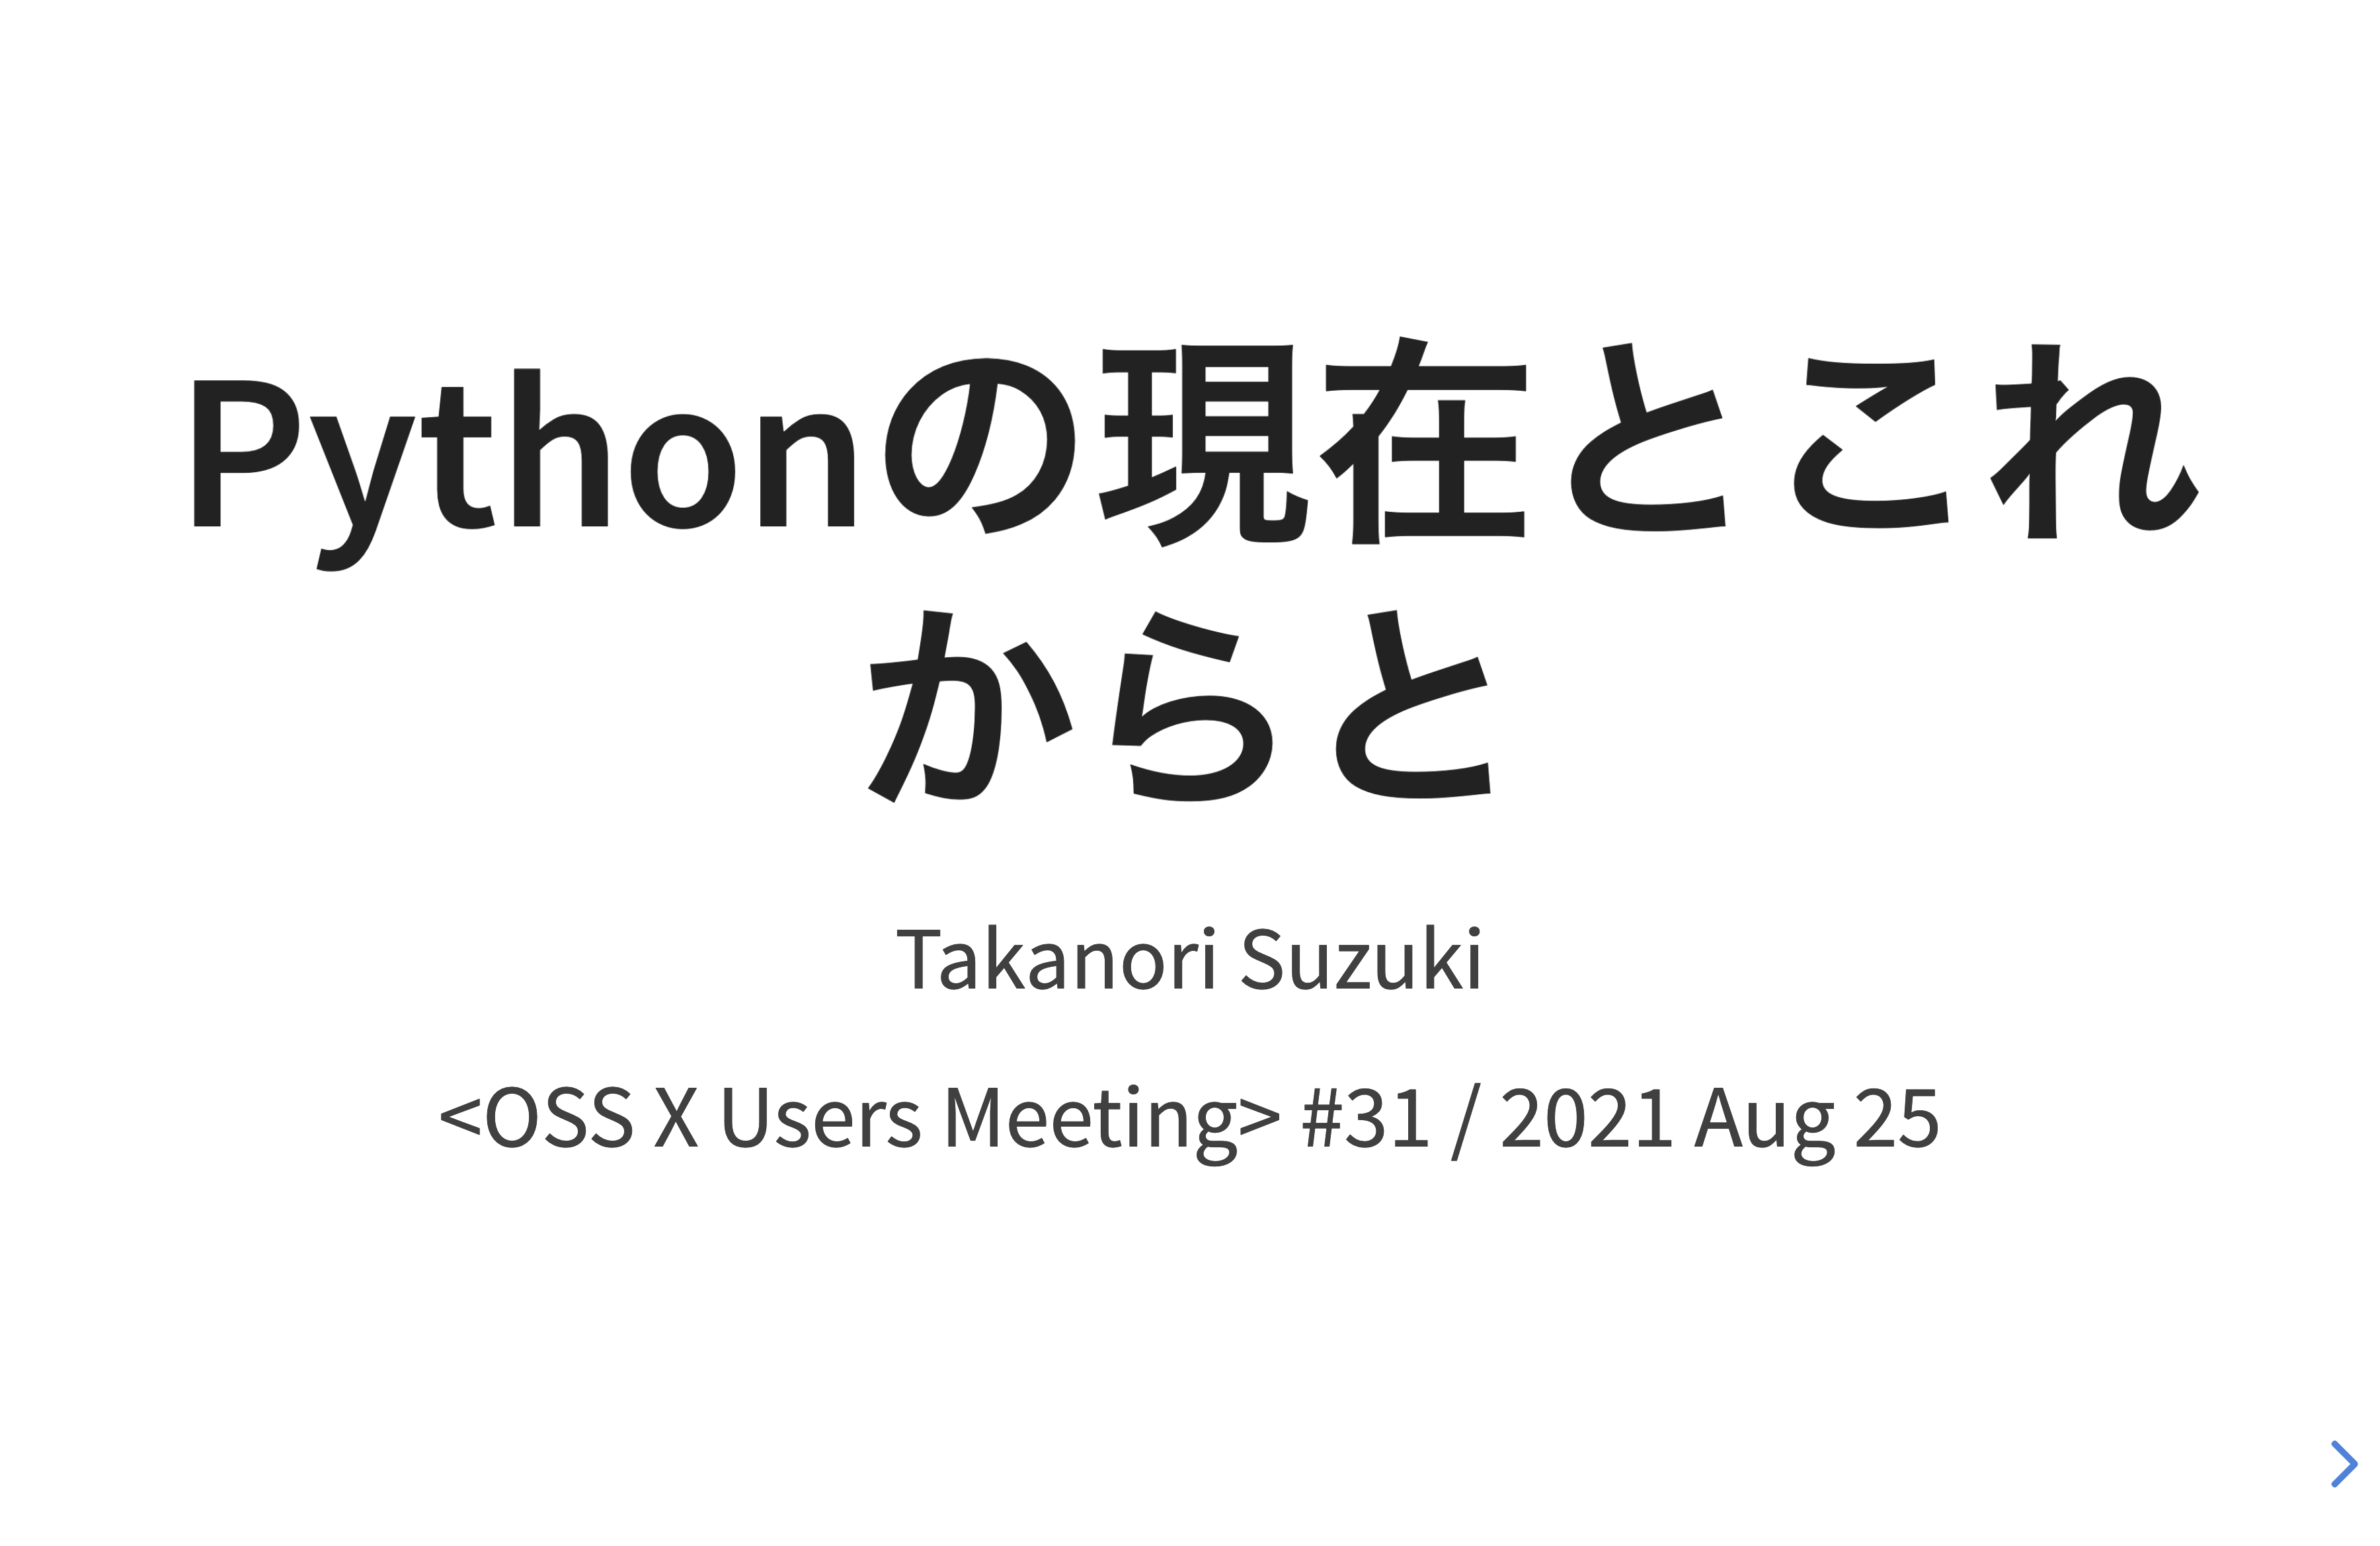 Pythonの現在とこれ
からと
Takanori Suzuki
<OSS X Users Meeting> #31 / 2021 Aug 25